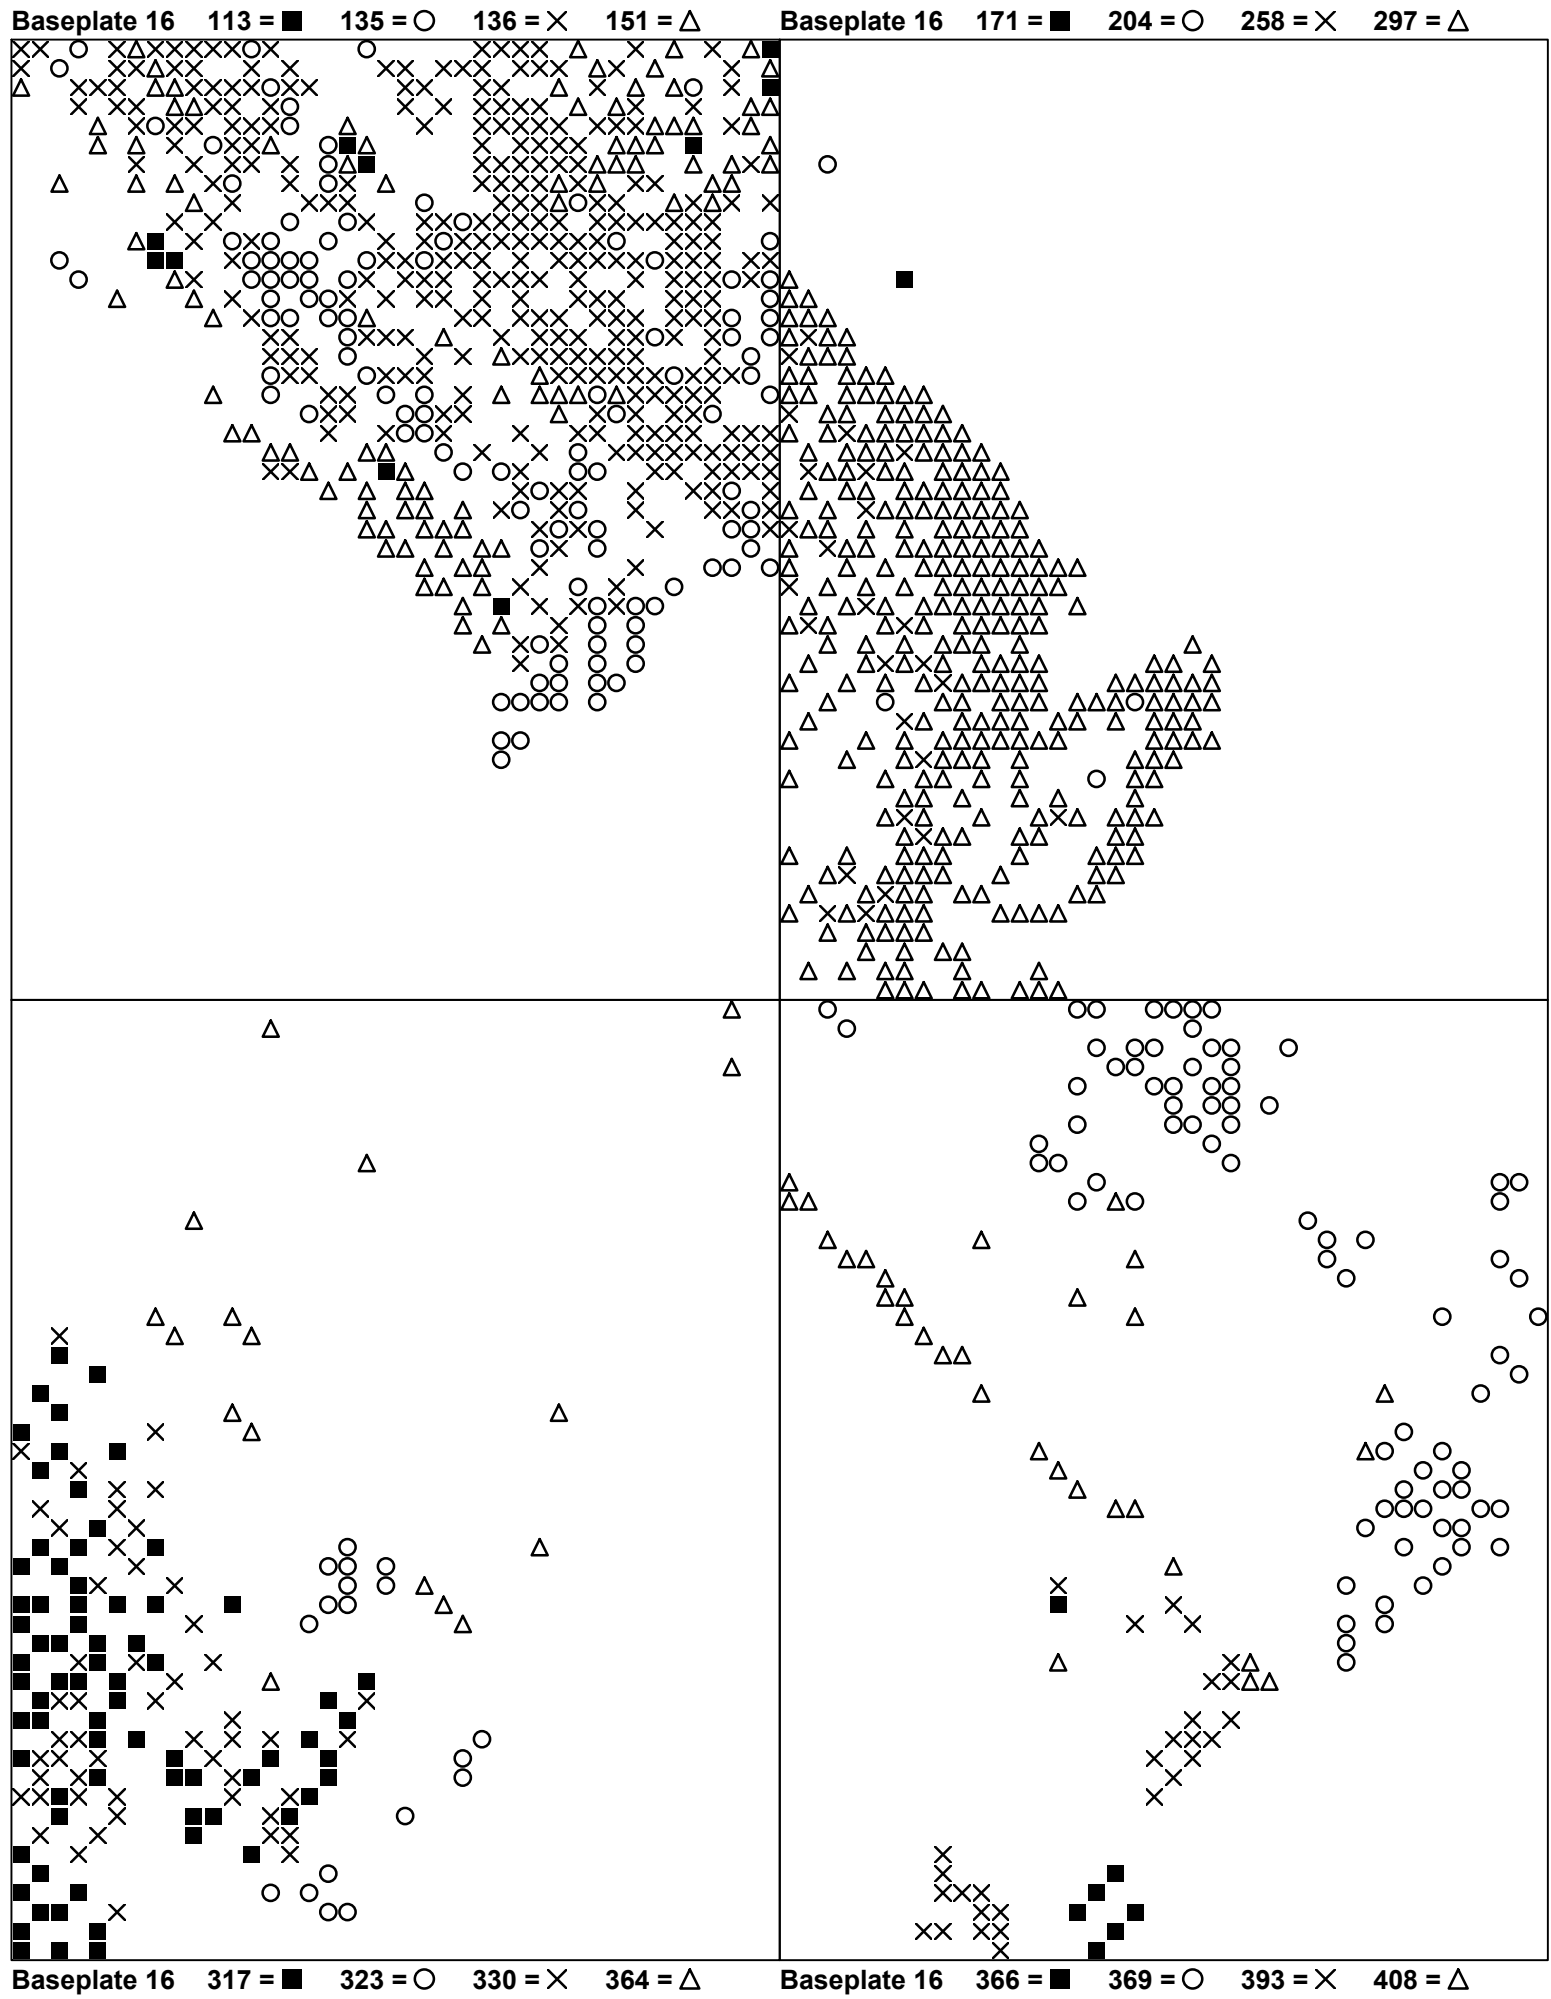 Baseplate 16 113 = ■ 135 = ○ 136 = × 151 = △ Baseplate 16 171 = ■ 204 = ○ 258 = × 297 = △
Baseplate 16 317 = ■ 323 = ○ 330 = × 364 = △ Baseplate 16 366 = ■ 369 = ○ 393 = × 408 = △